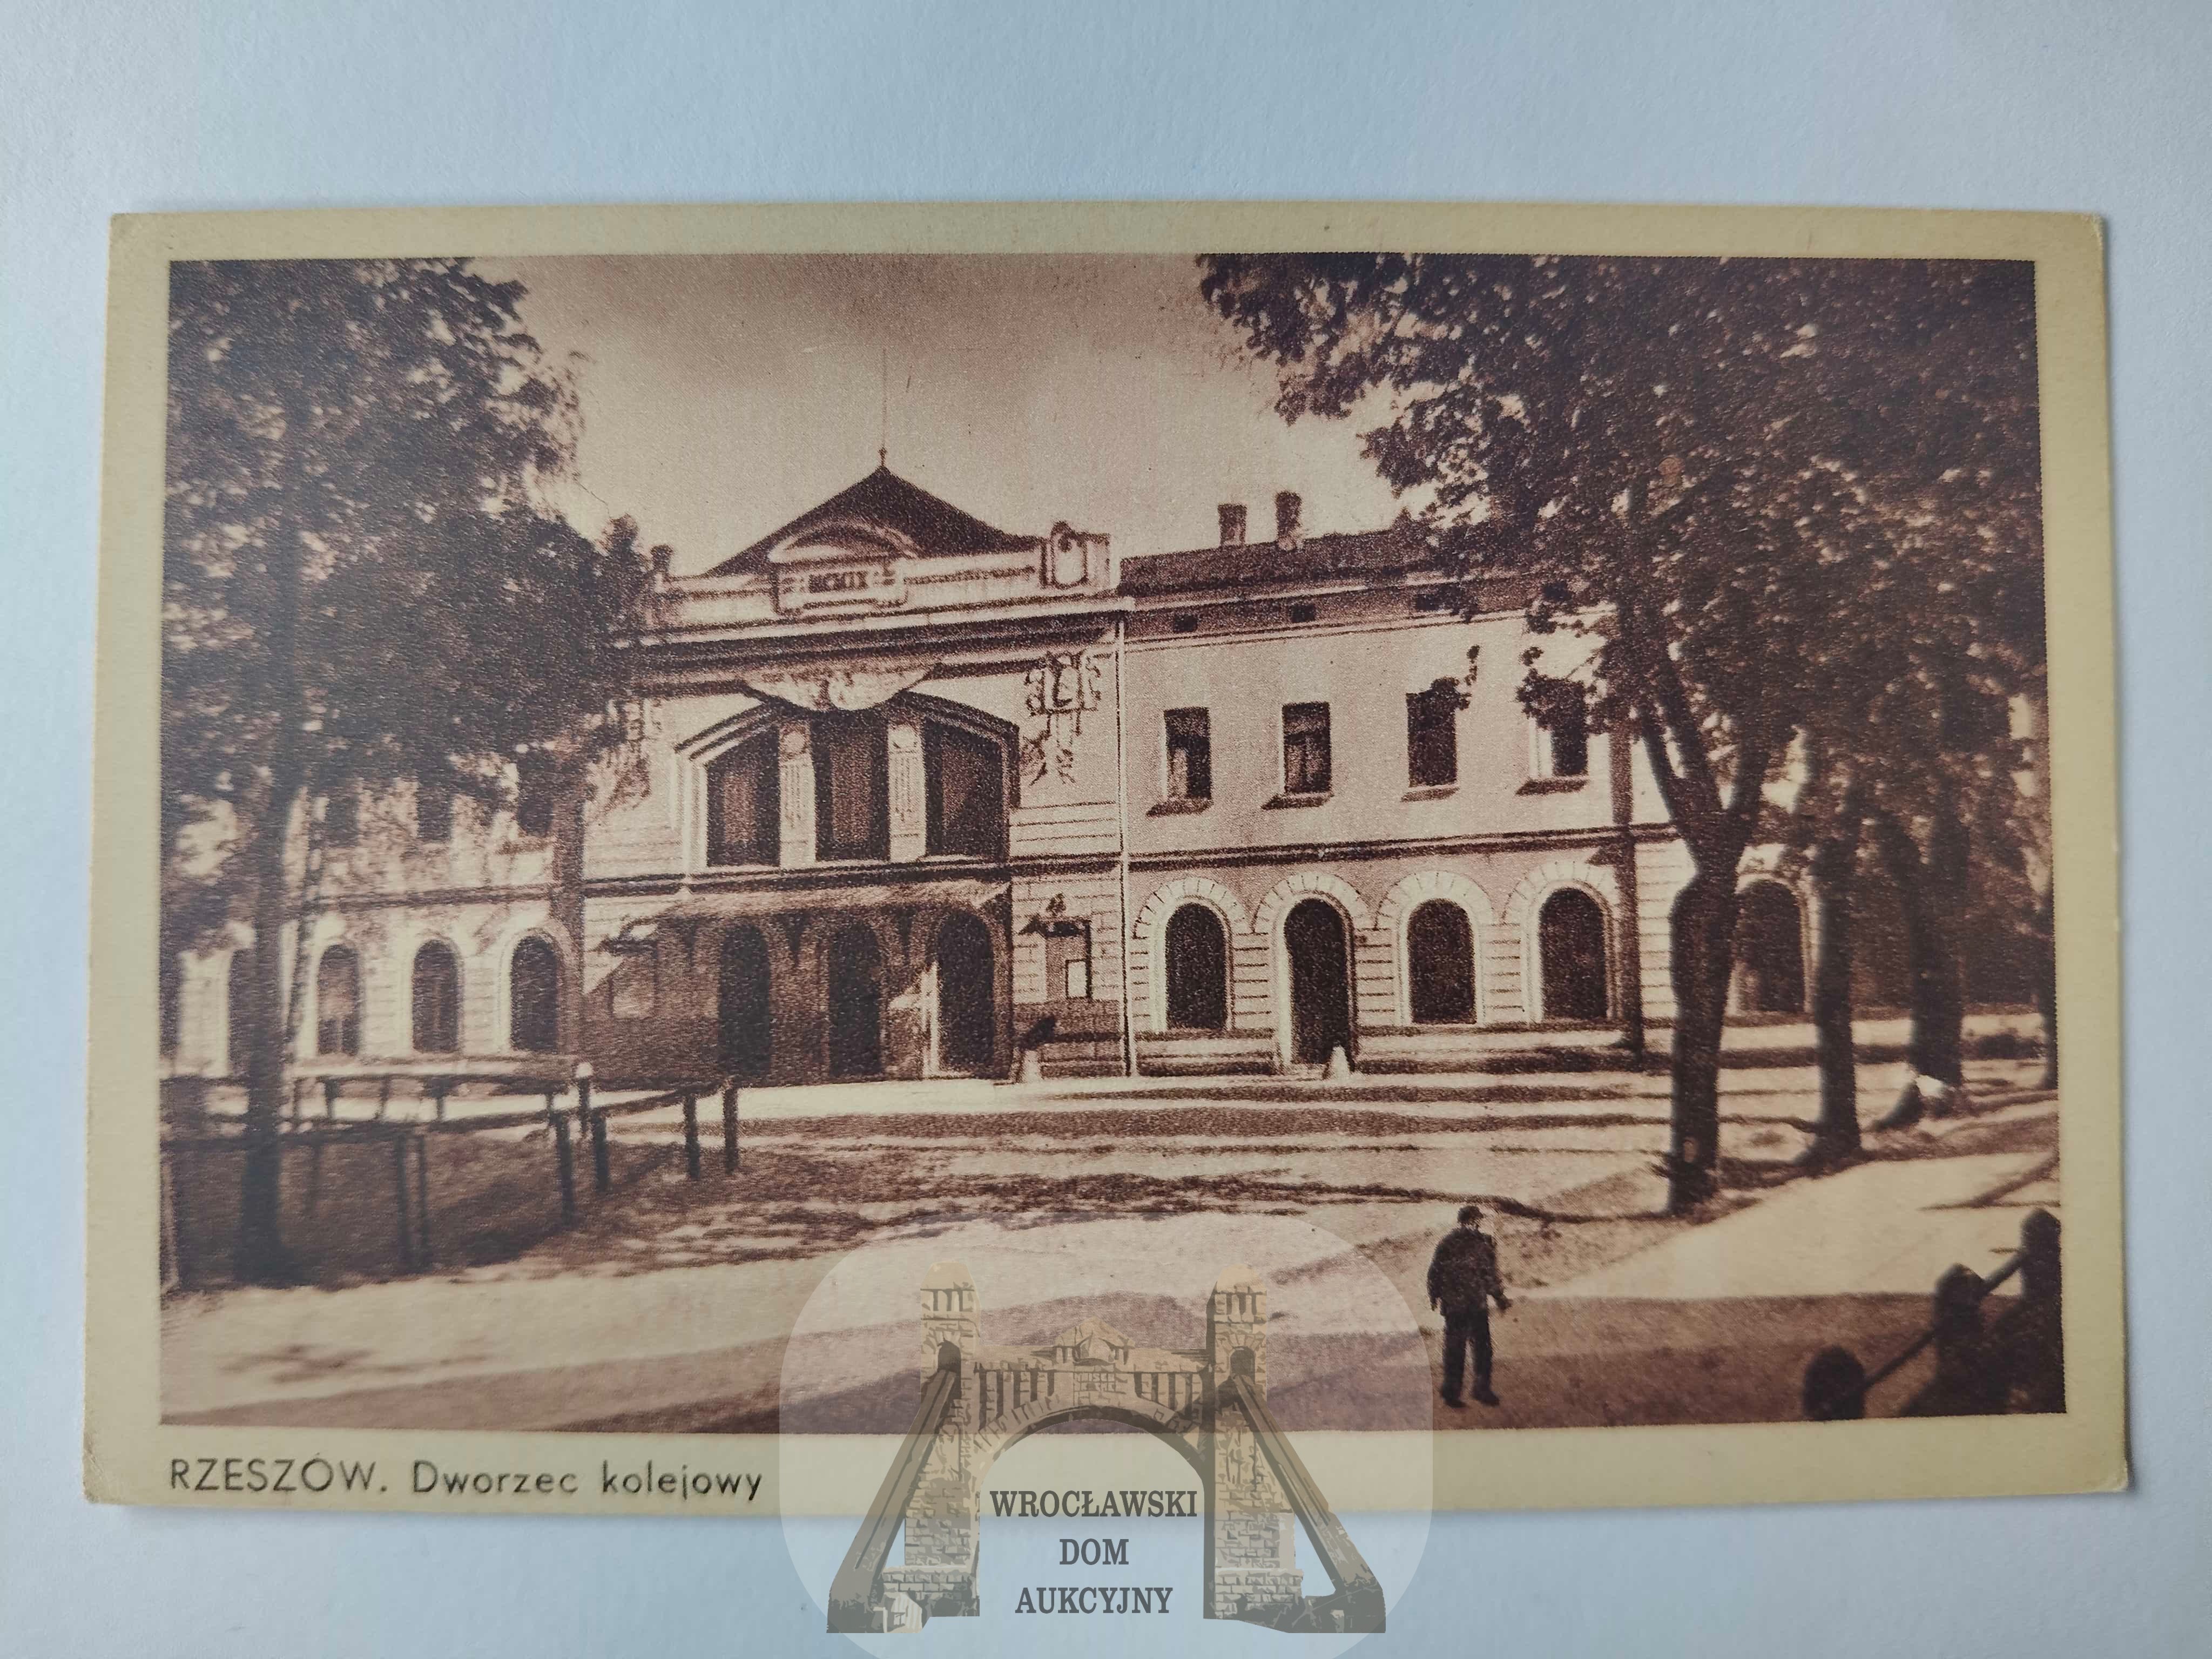 MCMIX
RZESZÓW. Dworzec kolejowy
WROCŁAWSKI
DOM
AUKCYJNY